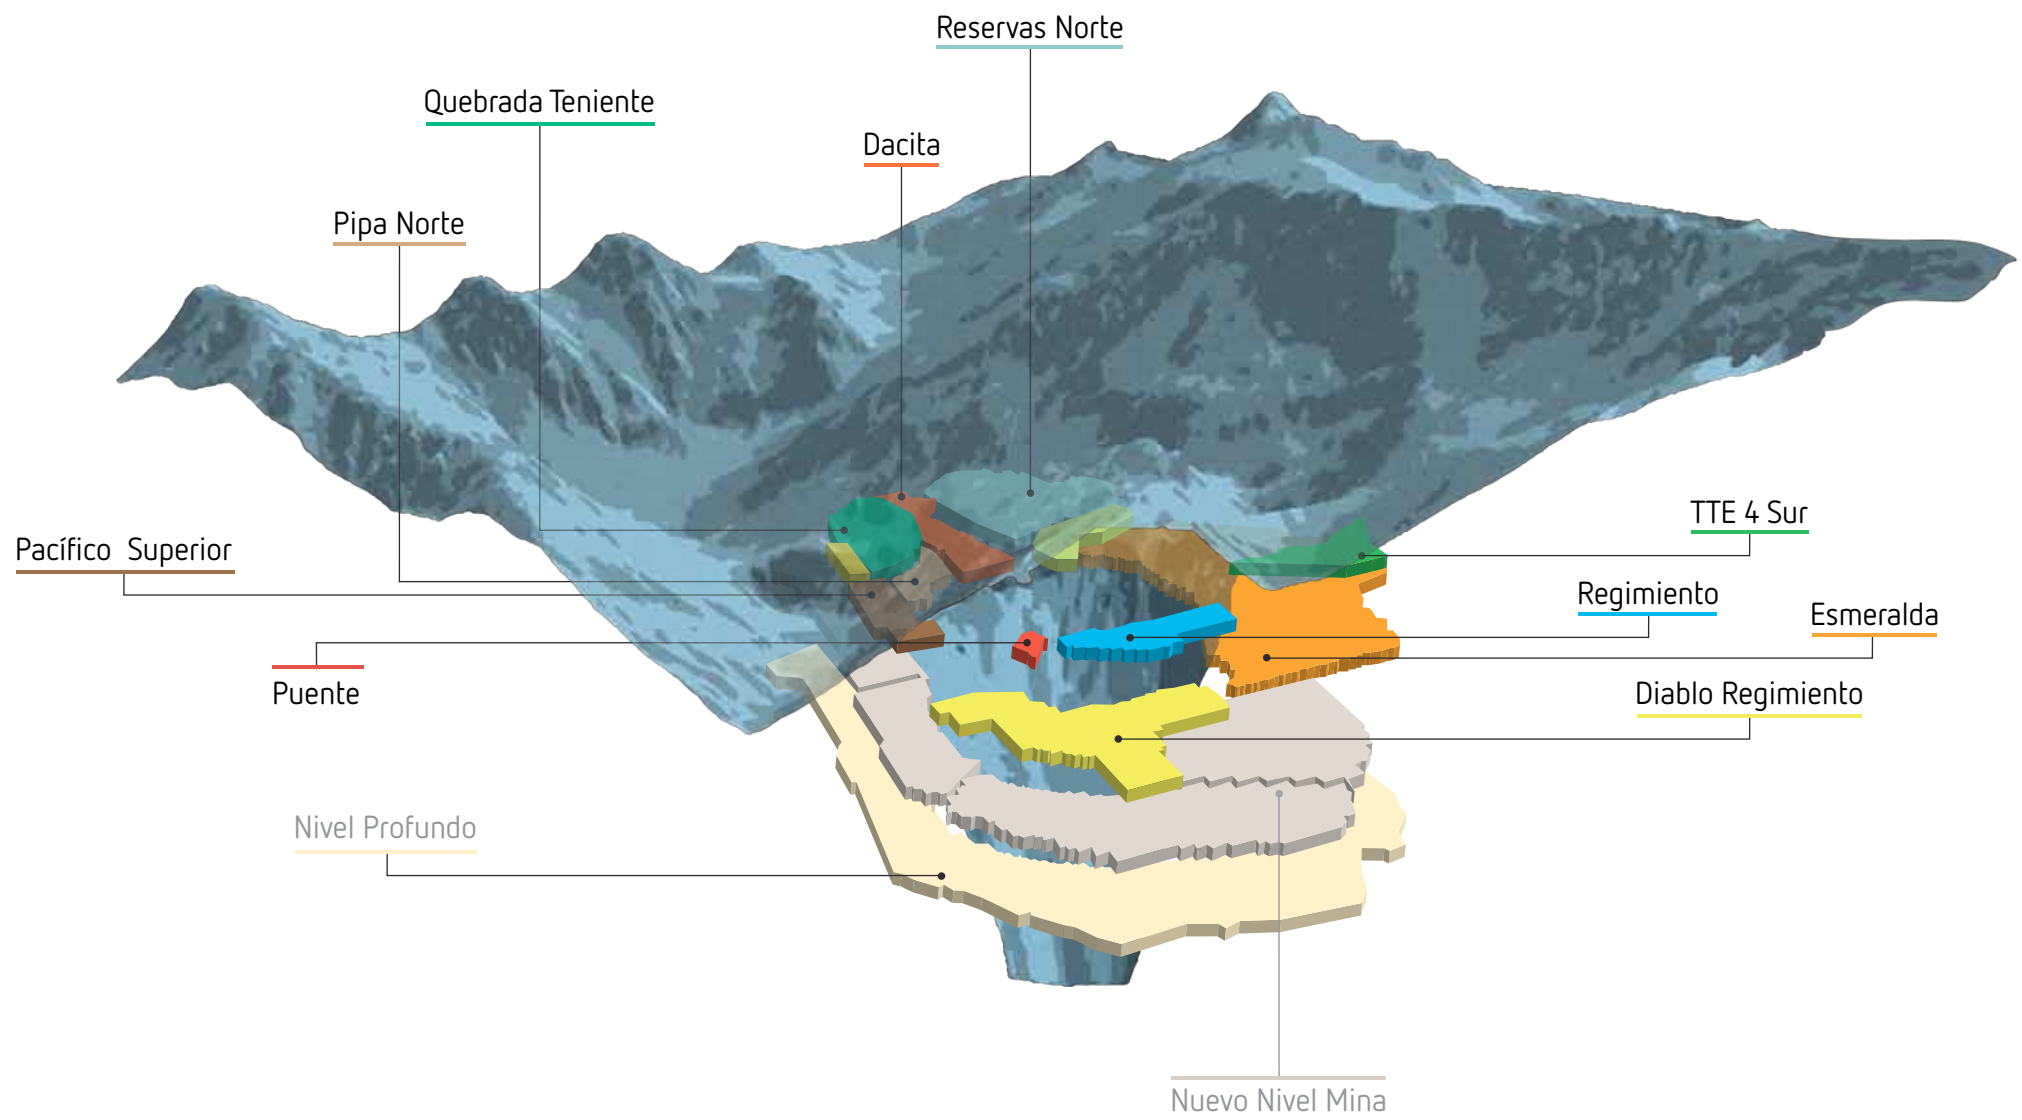 Reservas Norte
Quebrada Teniente
Dacita
Pipa Norte
TTE 4 Sur
Pacífico Superior
Regimiento
Esmeralda
Puente
Diablo Regimiento
Nivel Profundo
Nuevo Nivel Mina